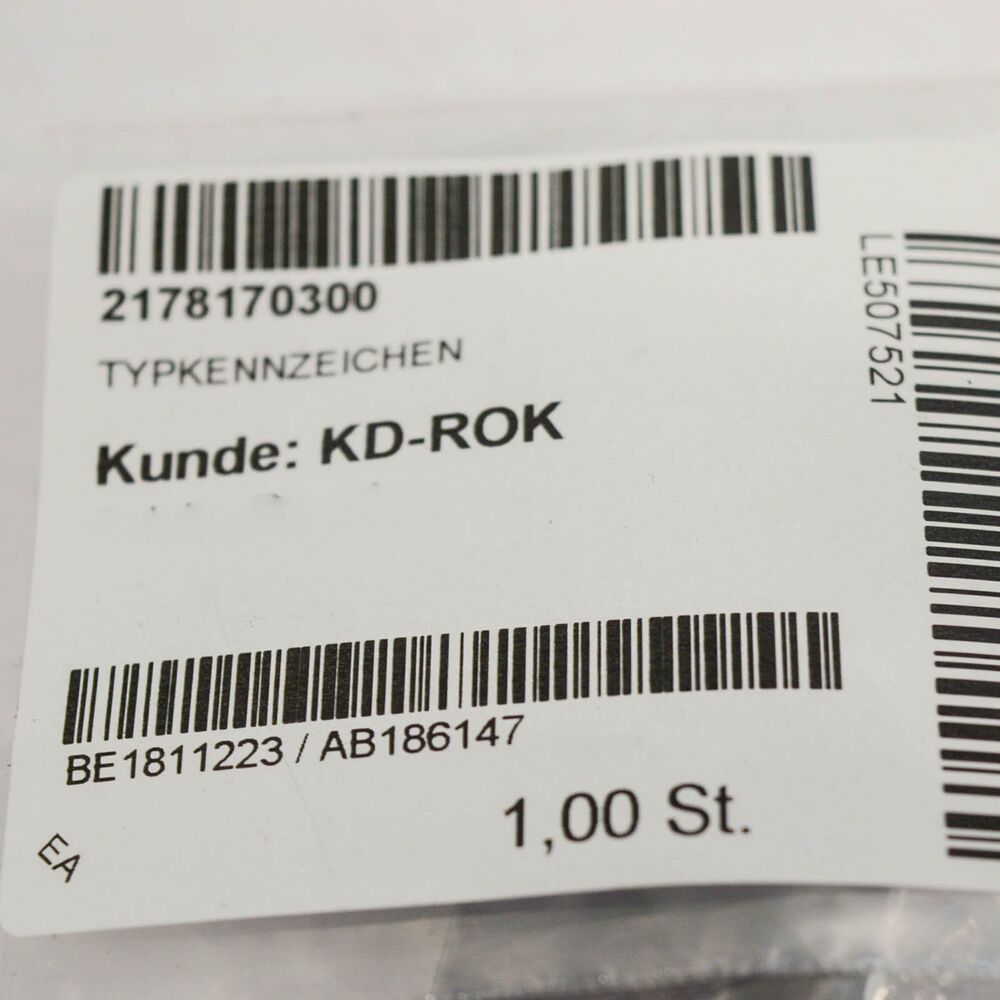 2178170300
TYPKENNZEICHEN
Kunde: KD-ROK
BE1811223 / AB186147
1,00 St.
EA
LE507521